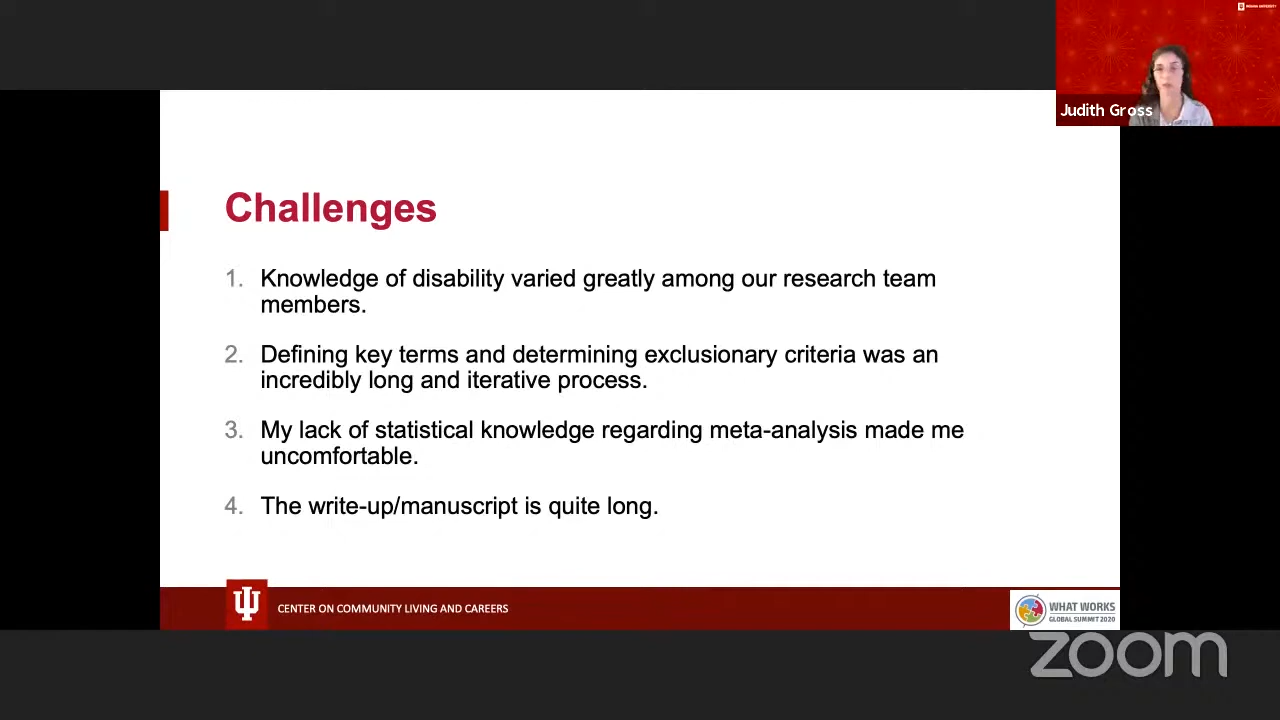 INDIANA UNIVERSITY
Judith Gross
Challenges
1. Knowledge of disability varied greatly among our research team
members.
2. Defining key terms and determining exclusionary criteria was an
incredibly long and iterative process.
3. My lack of statistical knowledge regarding meta-analysis made me
uncomfortable.
4. The write-up/manuscript is quite long.
CENTER ON COMMUNITY LIVING AND CAREERS
WHAT WORKS
GLOBAL SUMMIT 2020
zoom